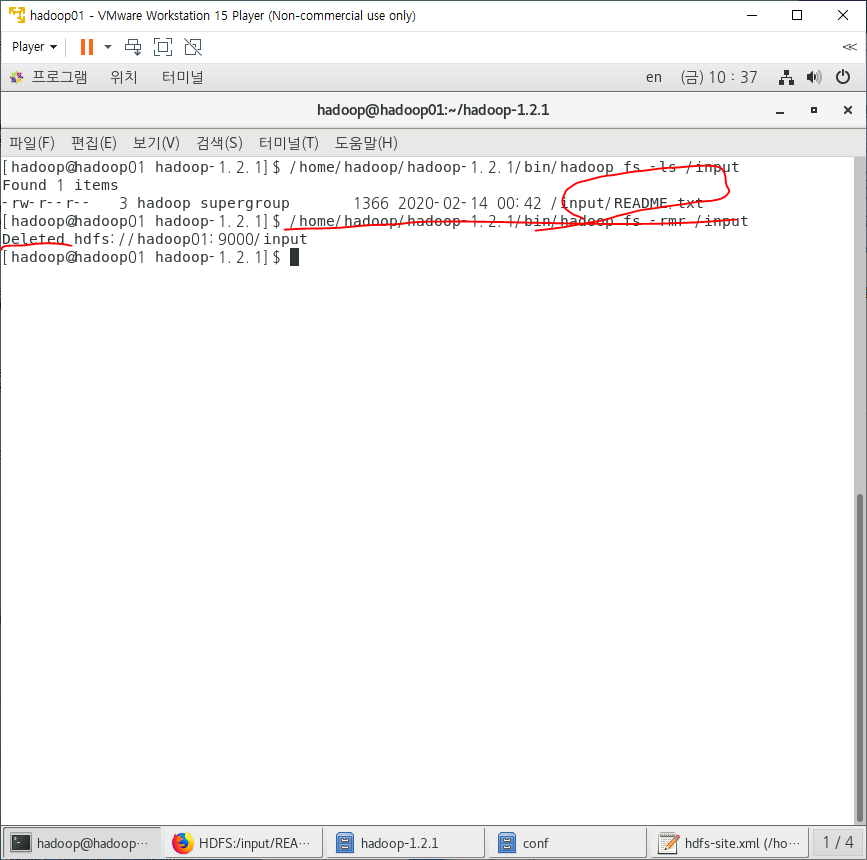 hadoop01 - VMware Workstation 15 Player (Non-commercial use only)
Player
프로그램 위치 터미널 en (금) 10 : 37
hadoop@hadoop01:~/hadoop-1.2.1
파일(F) 편집(E) 보기(V) 검색(S) 터미널(T) 도움말(H)
[hadoop@hadoop01 hadoop-1.2.1]$ /home/hadoop/hadoop-1.2.1/bin/hadoop fs -ls /input
Found 1 items
-rw-r--r-- 3 hadoop supergroup 1366 2020-02-14 00:42 /input/README.txt
[hadoop@hadoop01 hadoop-1.2.1]$ /home/hadoop/hadoop-1.2.1/bin/hadoop fs -rmr /input
Deleted hdfs://hadoop01:9000/input
[hadoop@hadoop01 hadoop-1.2.1]$
hadoop@hadoop··· HDFS:/input/REA··· hadoop-1.2.1 conf hdfs-site.xml (/ho··· 1 / 4